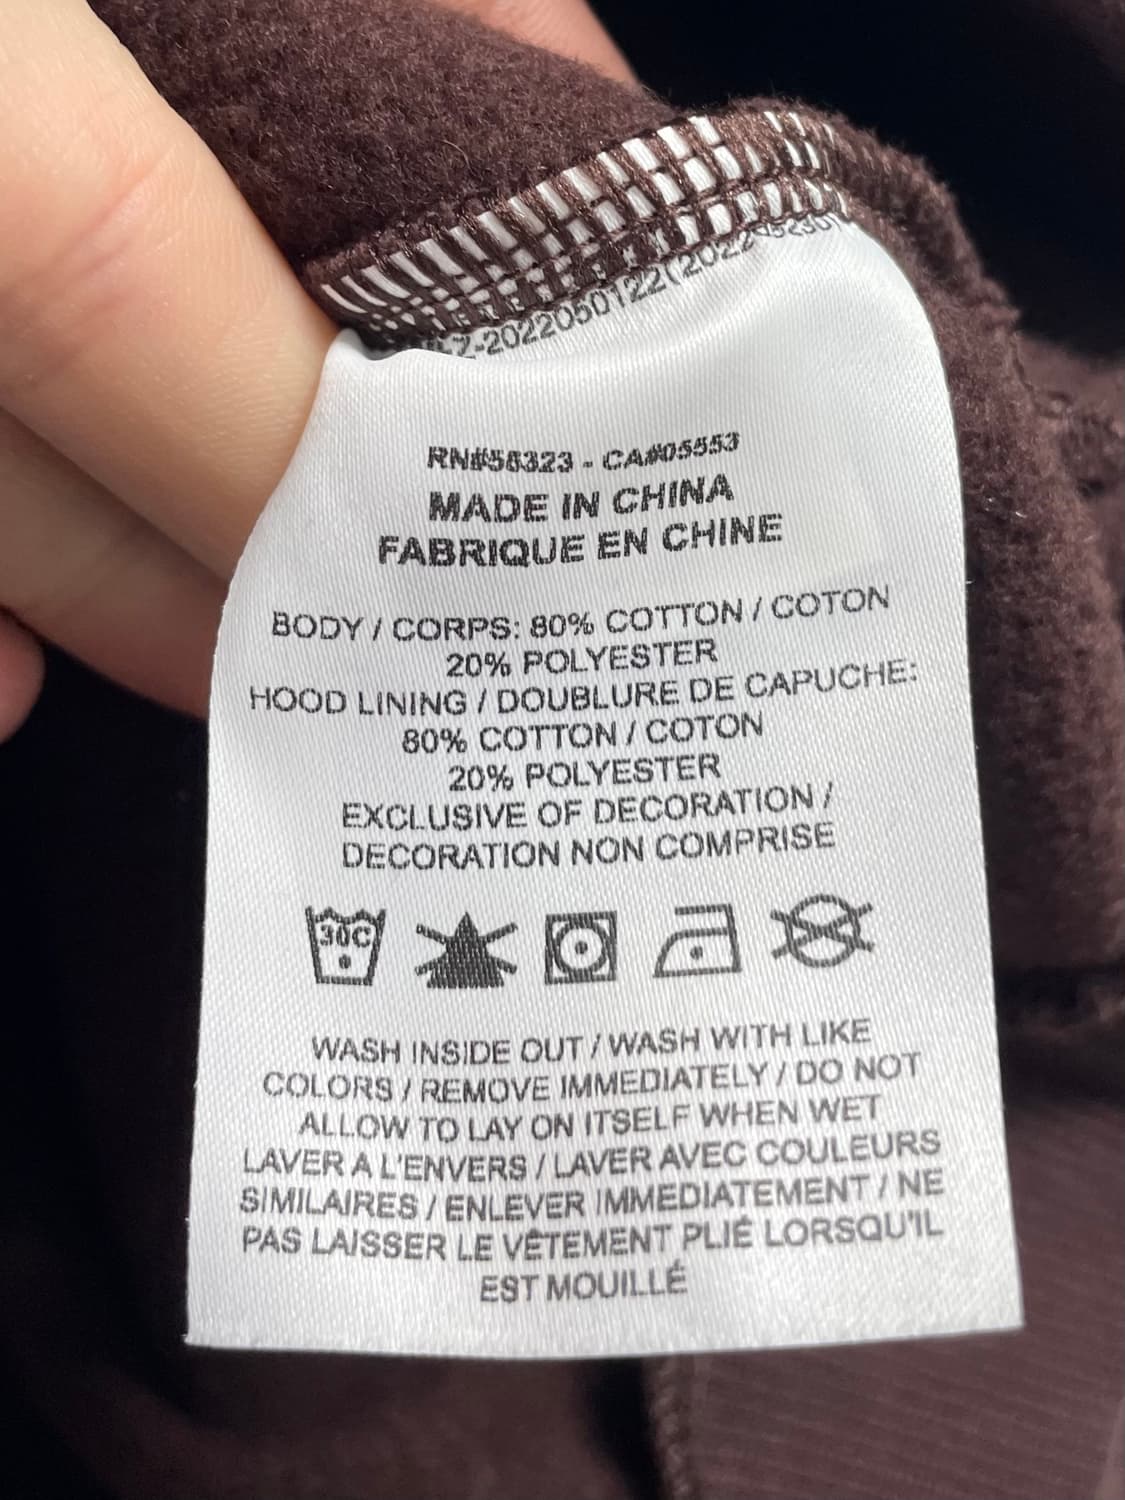 -2022050122(2022
RN#56323 - CA#05553
MADE IN CHINA
FABRIQUE EN CHINE
BODY / CORPS: 80% COTTON / COTON
20% POLYESTER
HOOD LINING / DOUBLURE DE CAPUCHE:
80% COTTON / COTON
20% POLYESTER
EXCLUSIVE OF DECORATION /
DECORATION NON COMPRISE
30C
WASH INSIDE OUT / WASH WITH LIKE
COLORS / REMOVE IMMEDIATELY / DO NOT
ALLOW TO LAY ON ITSELF WHEN WET
LAVER A L'ENVERS / LAVER AVEC COULEURS
SIMILAIRES / ENLEVER IMMEDIATEMENT / NE
PAS LAISSER LE VÊTEMENT PLIÉ LORSQU'IL
EST MOUILLÉ